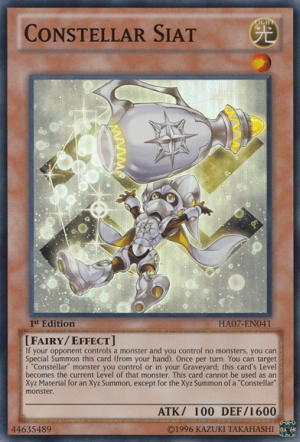 CONSTELLAR SIAT
LIGHT
光
1st Edition
HA07-EN041
[Fairy/Effect]
If your opponent controls a monster and you control no monsters, you can
Special Summon this card (from your hand). Once per turn: You can target
1 "Constellar" monster you control or in your Graveyard; this card's Level
becomes the current Level of that monster. This card cannot be used as an
Xyz Material for an Xyz Summon, except for the Xyz Summon of a "Constellar"
monster.
ATK/ 100 DEF/1600
44635489
©1996 KAZUKI TAKAHASHI